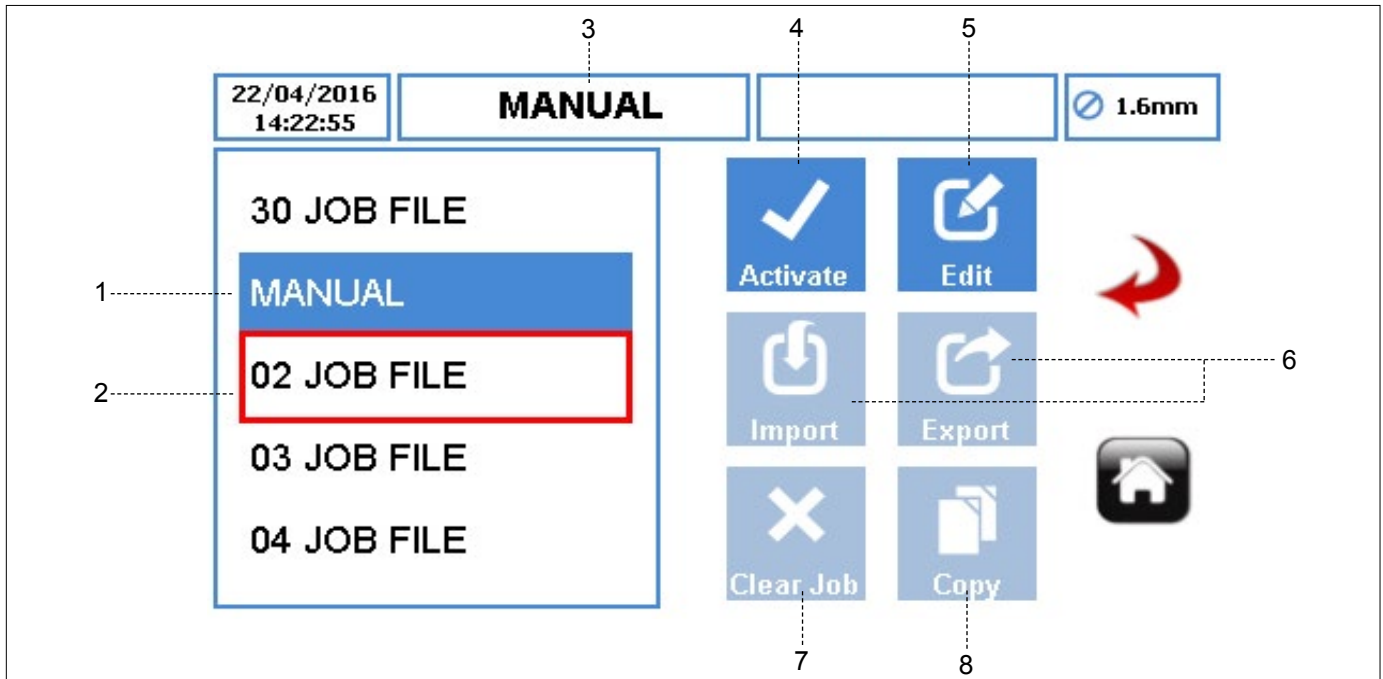 3 4 5
22/04/2016
14:22:55
MANUAL
1.6mm
30 JOB FILE
MANUAL
02 JOB FILE
03 JOB FILE
04 JOB FILE
Activate
Edit
Import
Export
Clear Job
Copy
1
2
6
7
8